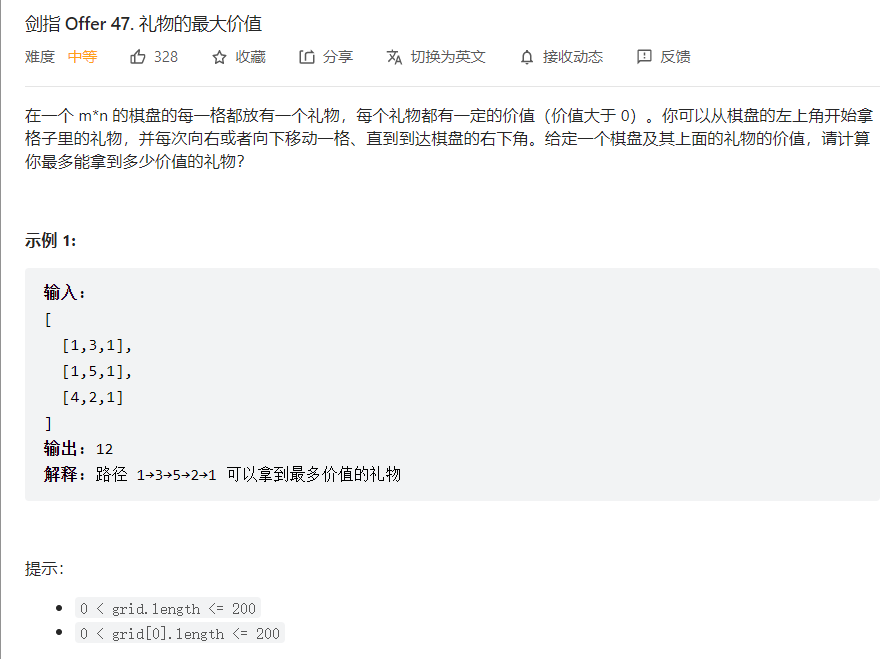 剑指 Offer 47. 礼物的最大价值
难度 中等 328 收藏 分享 切换为英文 接收动态 反馈
在一个 m*n 的棋盘的每一格都放有一个礼物，每个礼物都有一定的价值（价值大于 0）。你可以从棋盘的左上角开始拿
格子里的礼物，并每次向右或者向下移动一格、直到到达棋盘的右下角。给定一个棋盘及其上面的礼物的价值，请计算
你最多能拿到多少价值的礼物？
示例 1:
输入:
[
[1,3,1],
[1,5,1],
[4,2,1]
]
输出: 12
解释: 路径 1→3→5→2→1 可以拿到最多价值的礼物
提示：
• 0 < grid.length <= 200
• 0 < grid[0].length <= 200